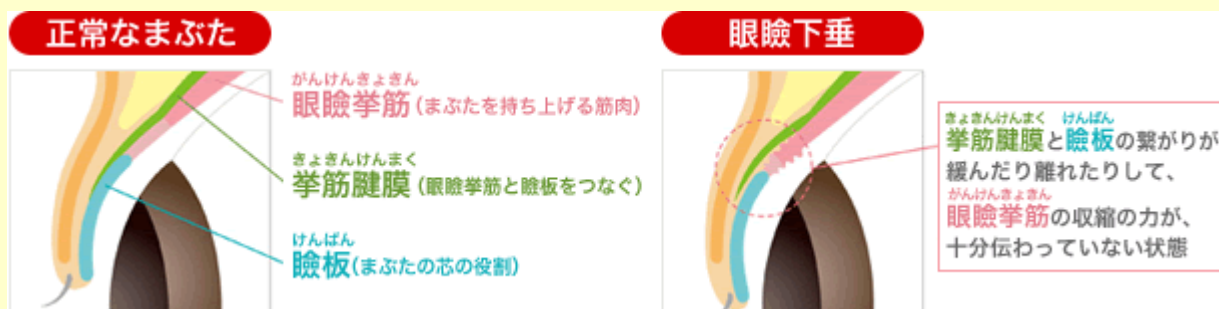 正常なまぶた
がんけんきょきん
眼瞼挙筋(まぶたを持ち上げる筋肉)
きょきんけんまく
挙筋腱膜(眼瞼挙筋と瞼板をつなぐ)
けんばん
瞼板(まぶたの芯の役割)
眼瞼下垂
きょきんけんまく けんばん
挙筋腱膜と瞼板の繋がりが
緩んだり離れたりして、
がんけんきょきん
眼瞼挙筋の収縮の力が、
十分伝わっていない状態